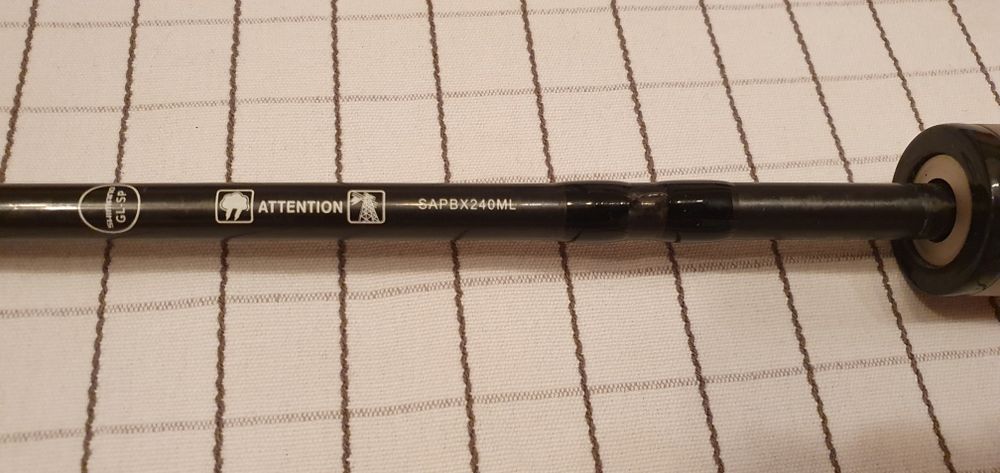 SHIMANO
GL-SP
ATTENTION
SAPBX240ML